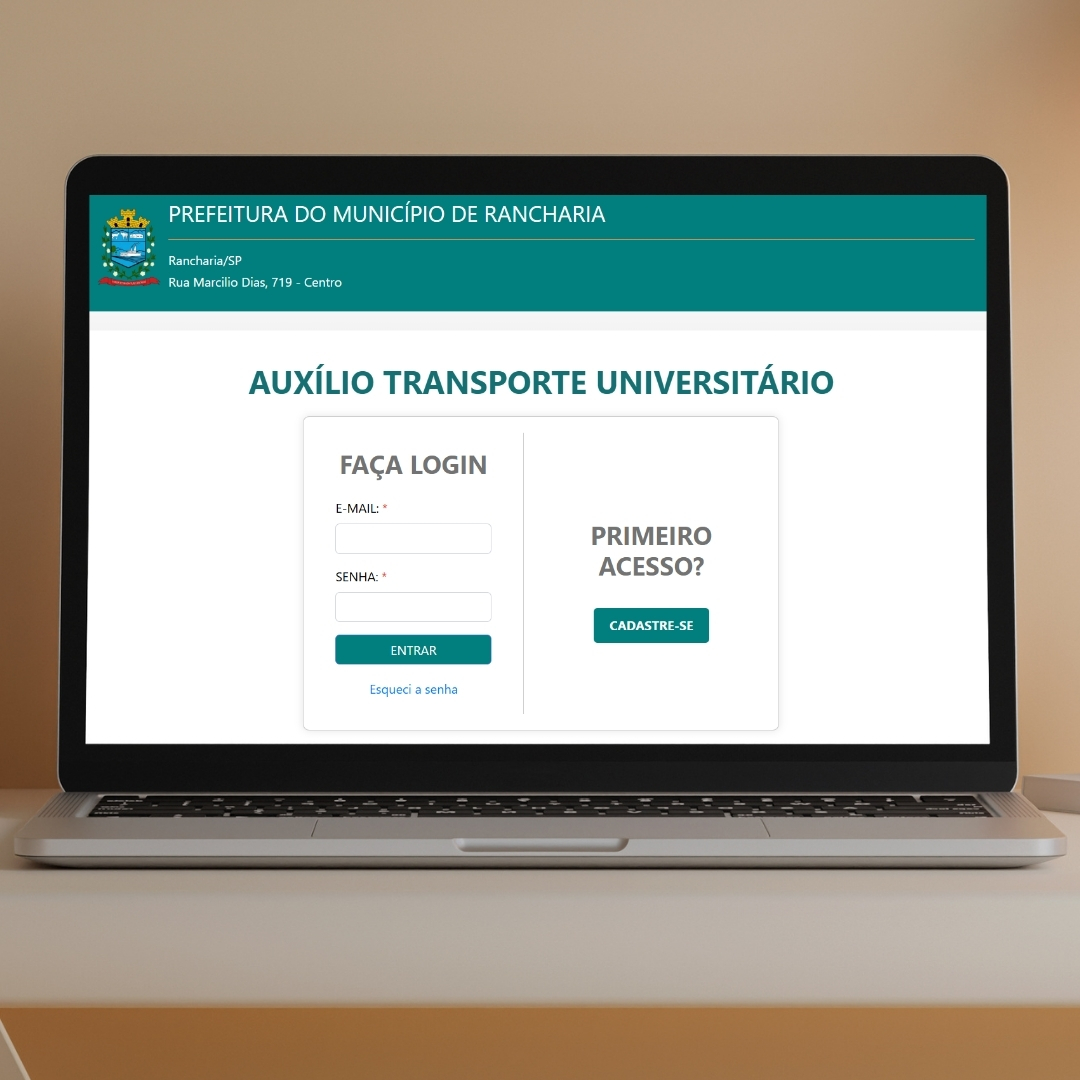 PREFEITURA DO MUNICÍPIO DE RANCHARIA
Rancharia/SP
Rua Marcilio Dias, 719 - Centro
AUXÍLIO TRANSPORTE UNIVERSITÁRIO
FAÇA LOGIN
E-MAIL: *
SENHA: *
ENTRAR
Esqueci a senha
PRIMEIRO
ACESSO?
CADASTRE-SE